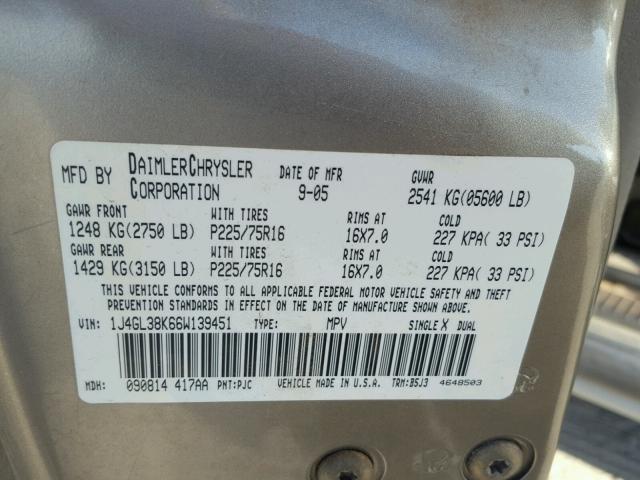 MFD BY DAIMLERCHRYSLER CORPORATION DATE OF MFR 9-05 GVWR 2541 KG(05600 LB)
GAWR FRONT WITH TIRES RIMS AT COLD
1248 KG(2750 LB) P225/75R16 16X7.0 227 KPA( 33 PSI)
GAWR REAR WITH TIRES RIMS AT COLD
1429 KG(3150 LB) P225/75R16 16X7.0 227 KPA( 33 PSI)
THIS VEHICLE CONFORMS TO ALL APPLICABLE FEDERAL MOTOR VEHICLE SAFETY AND THEFT
PREVENTION STANDARDS IN EFFECT ON THE DATE OF MANUFACTURE SHOWN ABOVE.
VIN: 1J4GL38K66W139451 TYPE: MPV SINGLE X DUAL
MDH: 090814 417AA PNT:PJC VEHICLE MADE IN U.S.A. TRM:BSJ3 4648503